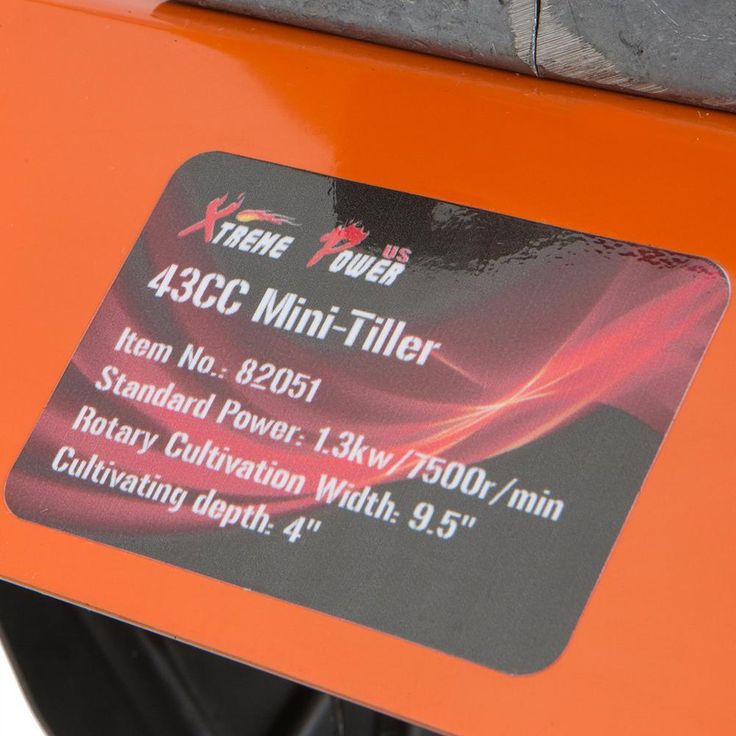 XTREME POWER US
43CC Mini-Tiller
Item No.: 82051
Standard Power: 1.3kw/7500r/min
Rotary Cultivation Width: 9.5"
Cultivating depth: 4"